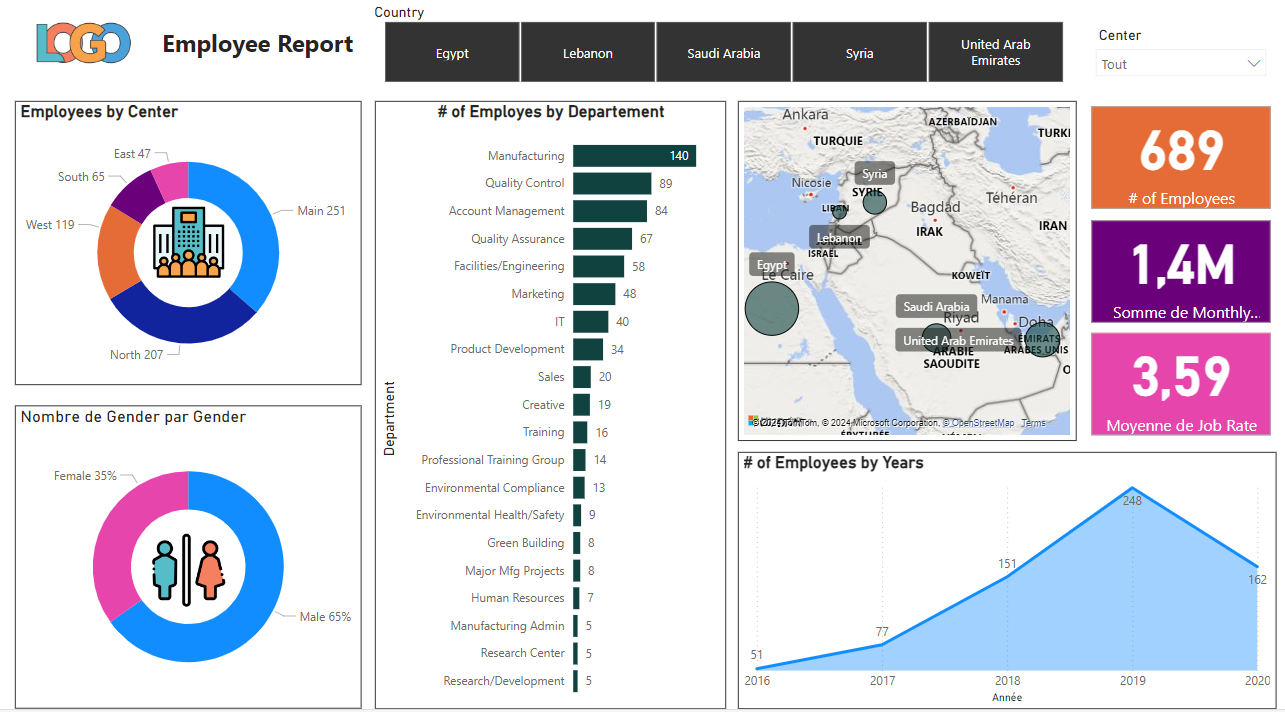 LOGO
Employee Report
Country
Egypt
Lebanon
Saudi Arabia
Syria
United Arab
Emirates
Center
Tout
Employees by Center
East 47
South 65
West 119
Main 251
North 207
Nombre de Gender par Gender
Female 35%
Male 65%
# of Employes by Departement
Department
Manufacturing 140
Quality Control 89
Account Management 84
Quality Assurance 67
Facilities/Engineering 58
Marketing 48
IT 40
Product Development 34
Sales 20
Creative 19
Training 16
Professional Training Group 14
Environmental Compliance 13
Environmental Health/Safety 9
Green Building 8
Major Mfg Projects 8
Human Resources 7
Manufacturing Admin 5
Research Center 5
Research/Development 5
Ankara
AZERBAÏDJAN
TURQUIE
Syria
Nicosie
SYRIE
Téhéran
LIBAN
Bagdad
Lebanon
IRAK
IRAN
ISRAËL
Egypt
Le Caire
KOWEÏT
Saudi Arabia
Manama
Riyad
Doha
United Arab Emirates
ÉMIRATS
ARABES UNIS
ARABIE
SAOUDITE
© 2024 TomTom, © 2024 Microsoft Corporation, © OpenStreetMap Terms
689
# of Employees
1,4M
Somme de Monthly...
3,59
Moyenne de Job Rate
# of Employees by Years
51
77
151
248
162
2016
2017
2018
2019
2020
Année